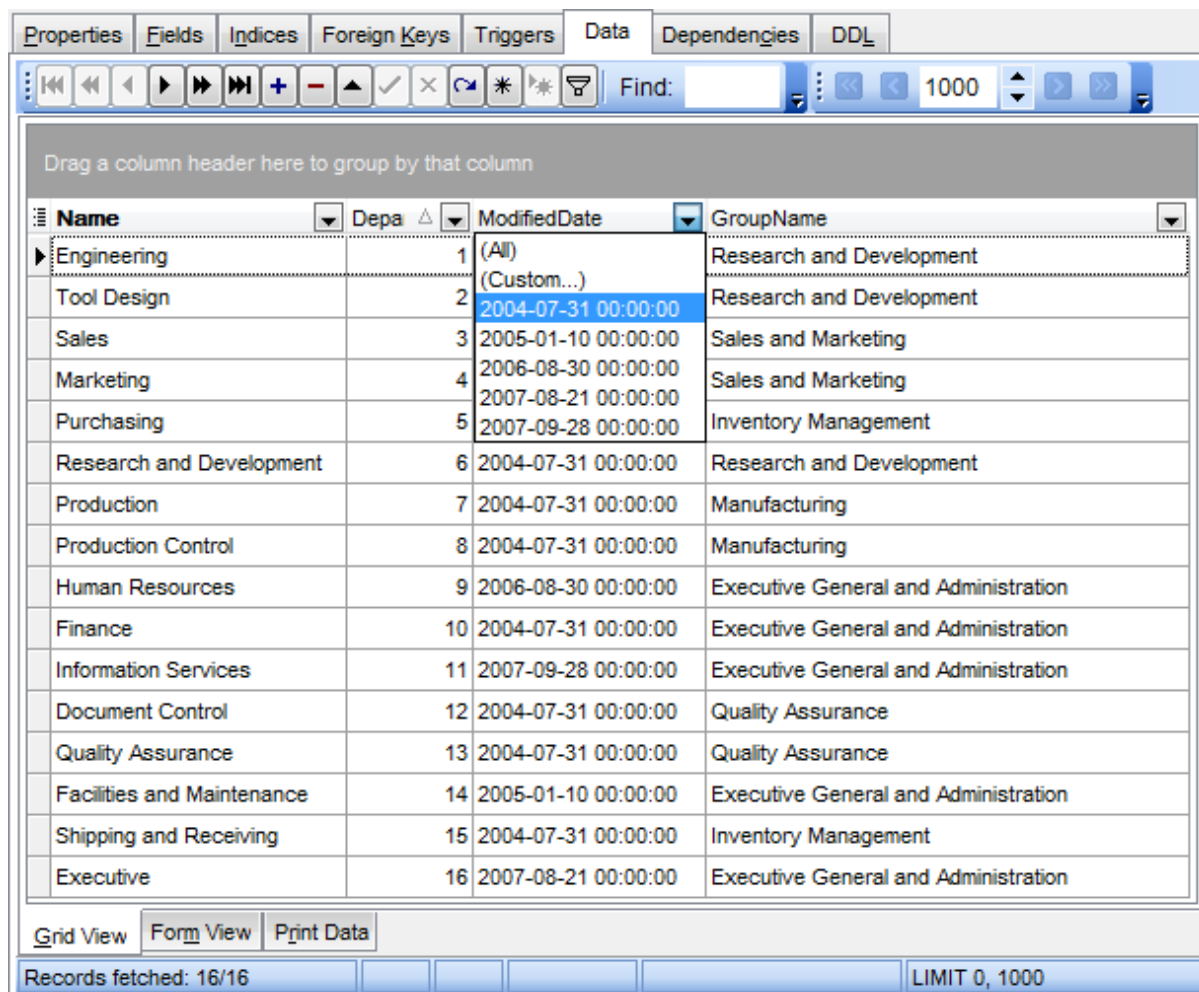 Properties Fields Indices Foreign Keys Triggers Data Dependencies DDL
Find: 1000
Drag a column header here to group by that column
Name Depa ModifiedDate GroupName
Engineering 1 (All) Research and Development
(Custom...)
Tool Design 2 2004-07-31 00:00:00 Research and Development
Sales 3 2005-01-10 00:00:00 Sales and Marketing
Marketing 4 2006-08-30 00:00:00 Sales and Marketing
2007-08-21 00:00:00
Purchasing 5 2007-09-28 00:00:00 Inventory Management
Research and Development 6 2004-07-31 00:00:00 Research and Development
Production 7 2004-07-31 00:00:00 Manufacturing
Production Control 8 2004-07-31 00:00:00 Manufacturing
Human Resources 9 2006-08-30 00:00:00 Executive General and Administration
Finance 10 2004-07-31 00:00:00 Executive General and Administration
Information Services 11 2007-09-28 00:00:00 Executive General and Administration
Document Control 12 2004-07-31 00:00:00 Quality Assurance
Quality Assurance 13 2004-07-31 00:00:00 Quality Assurance
Facilities and Maintenance 14 2005-01-10 00:00:00 Executive General and Administration
Shipping and Receiving 15 2004-07-31 00:00:00 Inventory Management
Executive 16 2007-08-21 00:00:00 Executive General and Administration
Grid View Form View Print Data
Records fetched: 16/16 LIMIT 0, 1000